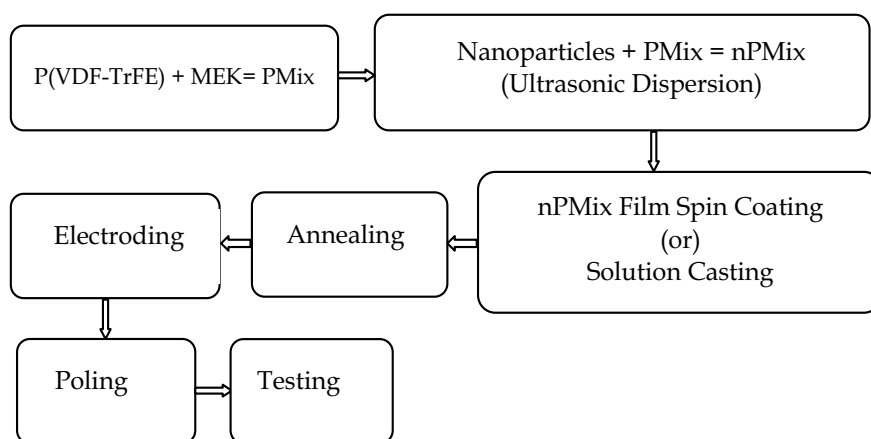 P(VDF-TrFE) + MEK= PMix
Nanoparticles + PMix = nPMix
(Ultrasonic Dispersion)
nPMix Film Spin Coating
(or)
Solution Casting
Annealing
Electroding
Poling
Testing